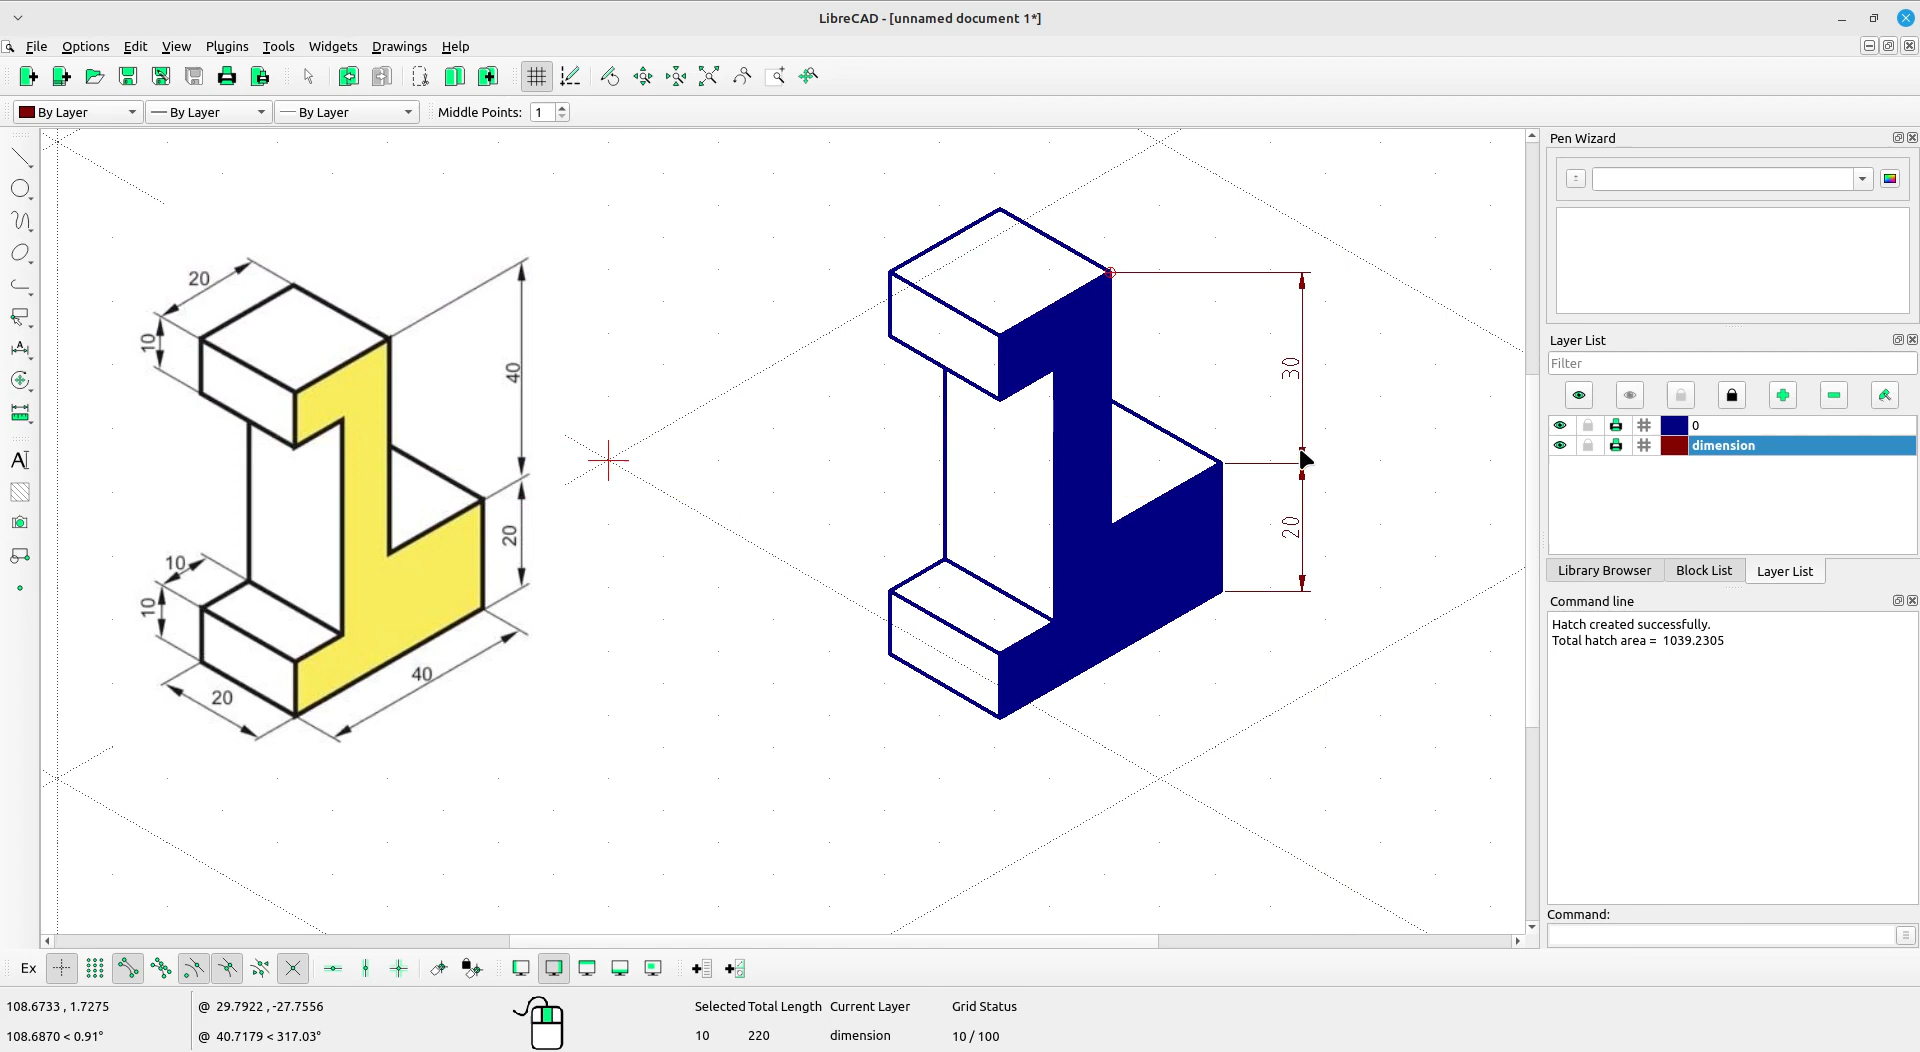 LibreCAD - [unnamed document 1*]
File Options Edit View Plugins Tools Widgets Drawings Help
By Layer By Layer By Layer Middle Points: 1
Pen Wizard
Layer List
Filter
0
dimension
Library Browser Block List Layer List
Command line
Hatch created successfully.
Total hatch area = 1039.2305
Command:
20
10
40
20
10
10
40
20
30
20
A
Ex
108.6733 , 1.7275
108.6870 < 0.91°
@ 29.7922 , -27.7556
@ 40.7179 < 317.03°
Selected Total Length Current Layer Grid Status
10 220 dimension 10 / 100